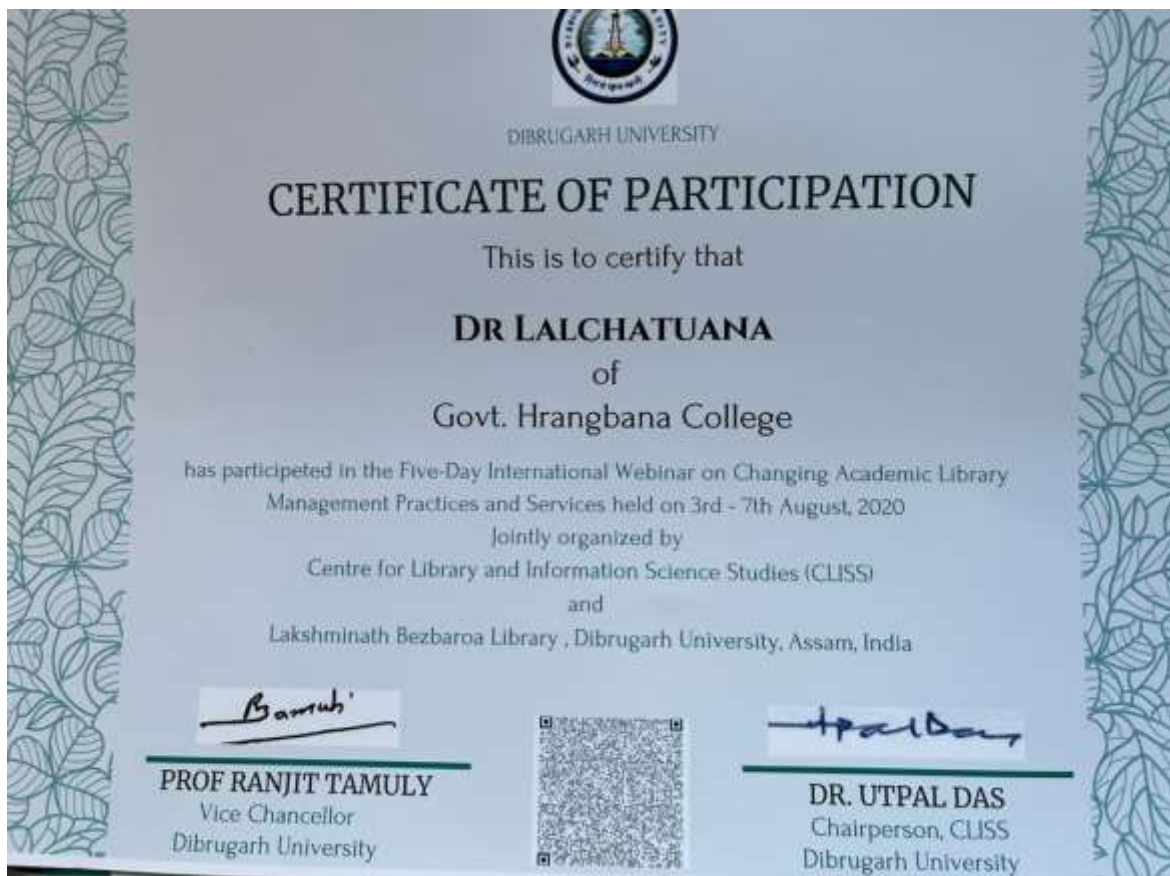 DIBRUGARH UNIVERSITY
CERTIFICATE OF PARTICIPATION
This is to certify that
DR LALCHATUANA
of
Govt. Hrangbana College
has participeted in the Five-Day International Webinar on Changing Academic Library
Management Practices and Services held on 3rd - 7th August, 2020
Jointly organized by
Centre for Library and Information Science Studies (CLISS)
and
Lakshminath Bezbaroa Library , Dibrugarh University, Assam, India
PROF RANJIT TAMULY
Vice Chancellor
Dibrugarh University
DR. UTPAL DAS
Chairperson, CLISS
Dibrugarh University